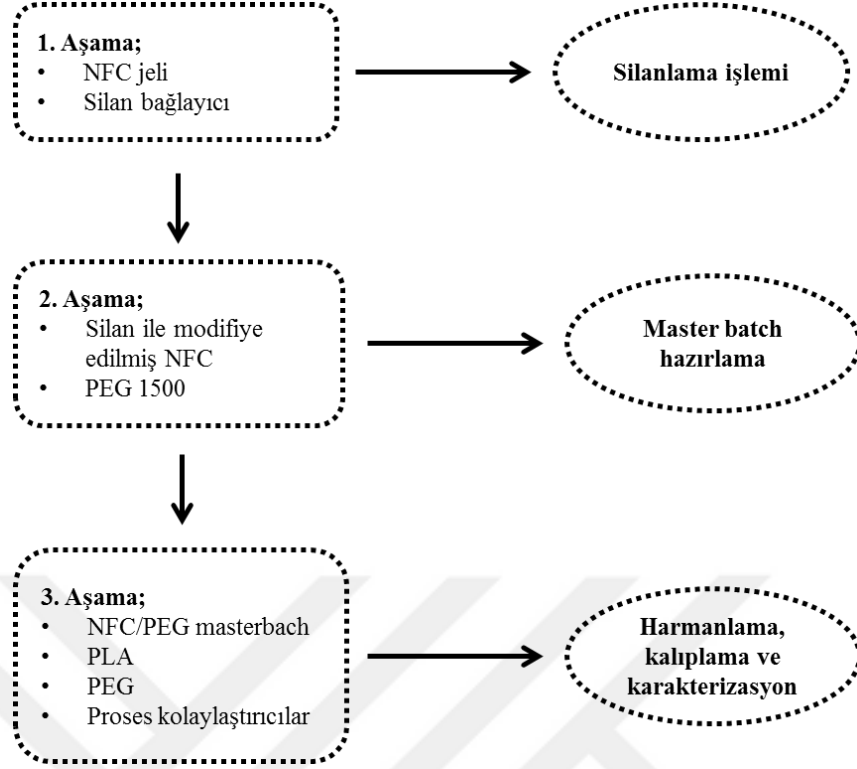 1. Aşama;
• NFC jeli
• Silan bağlayıcı
Silanlama işlemi
2. Aşama;
• Silan ile modifiye
edilmiş NFC
• PEG 1500
Master batch
hazırlama
3. Aşama;
• NFC/PEG masterbach
• PLA
• PEG
• Proses kolaylaştırıcılar
Harmanlama,
kalıplama ve
karakterizasyon